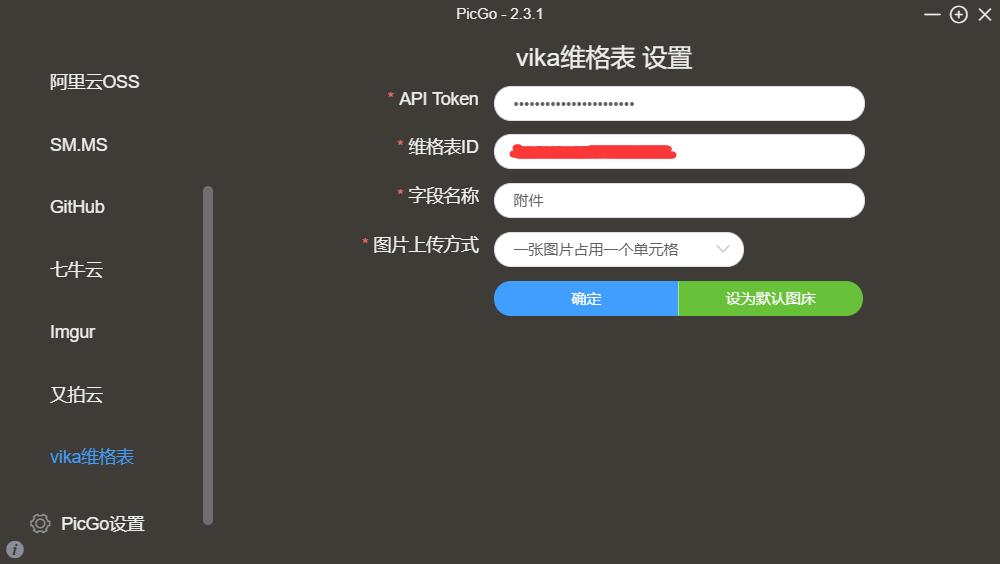 PicGo - 2.3.1
阿里云OSS
SM.MS
GitHub
七牛云
Imgur
又拍云
vika维格表
PicGo设置
vika维格表 设置
* API Token
* 维格表ID
* 字段名称
附件
* 图片上传方式
一张图片占用一个单元格
确定
设为默认图床